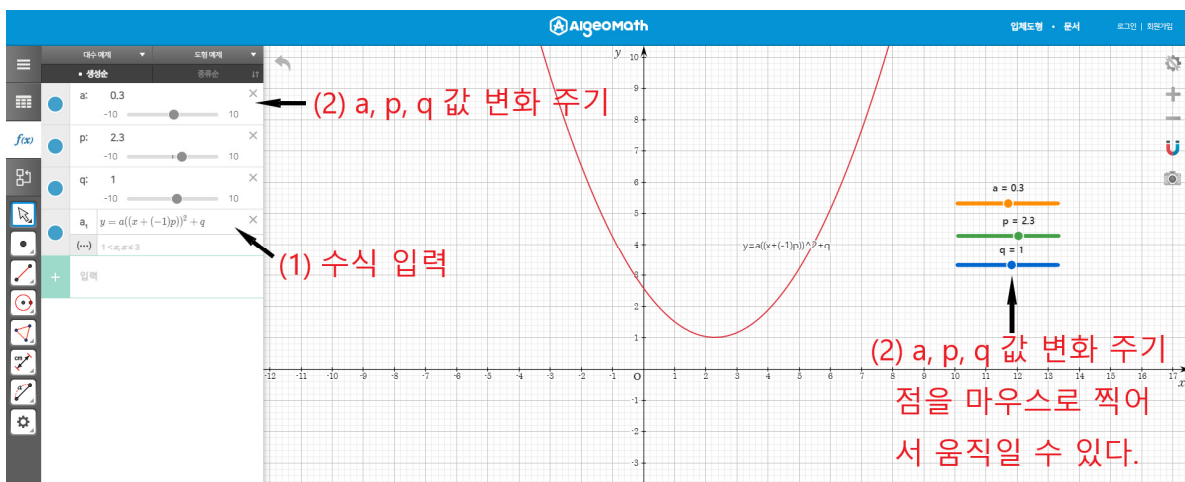 AlgeoMath
입체도형 • 문서
로그인 | 회원가입
대수 예제 ▼ 도형 예제 ▼
• 생성순 종류순 ↓↑
a: 0.3 ×
-10 10
p: 2.3 ×
-10 10
q: 1 ×
-10 10
a₁ y = a((x + (−1)p))² + q ×
(...) 1 < x, x < 3
+ 입력
f(x)
cm
(2) a, p, q 값 변화 주기
(1) 수식 입력
y
10
9
8
7
6
5
4
3
2
1
-12 -11 -10 -9 -8 -7 -6 -5 -4 -3 -2 -1 O 1 2 3 4 5 6 7 8 9 10 11 12 13 14 15 16 17 x
-1
-2
-3
y=a((x+(-1)p))^2+q
a = 0.3
p = 2.3
q = 1
(2) a, p, q 값 변화 주기
점을 마우스로 찍어
서 움직일 수 있다.